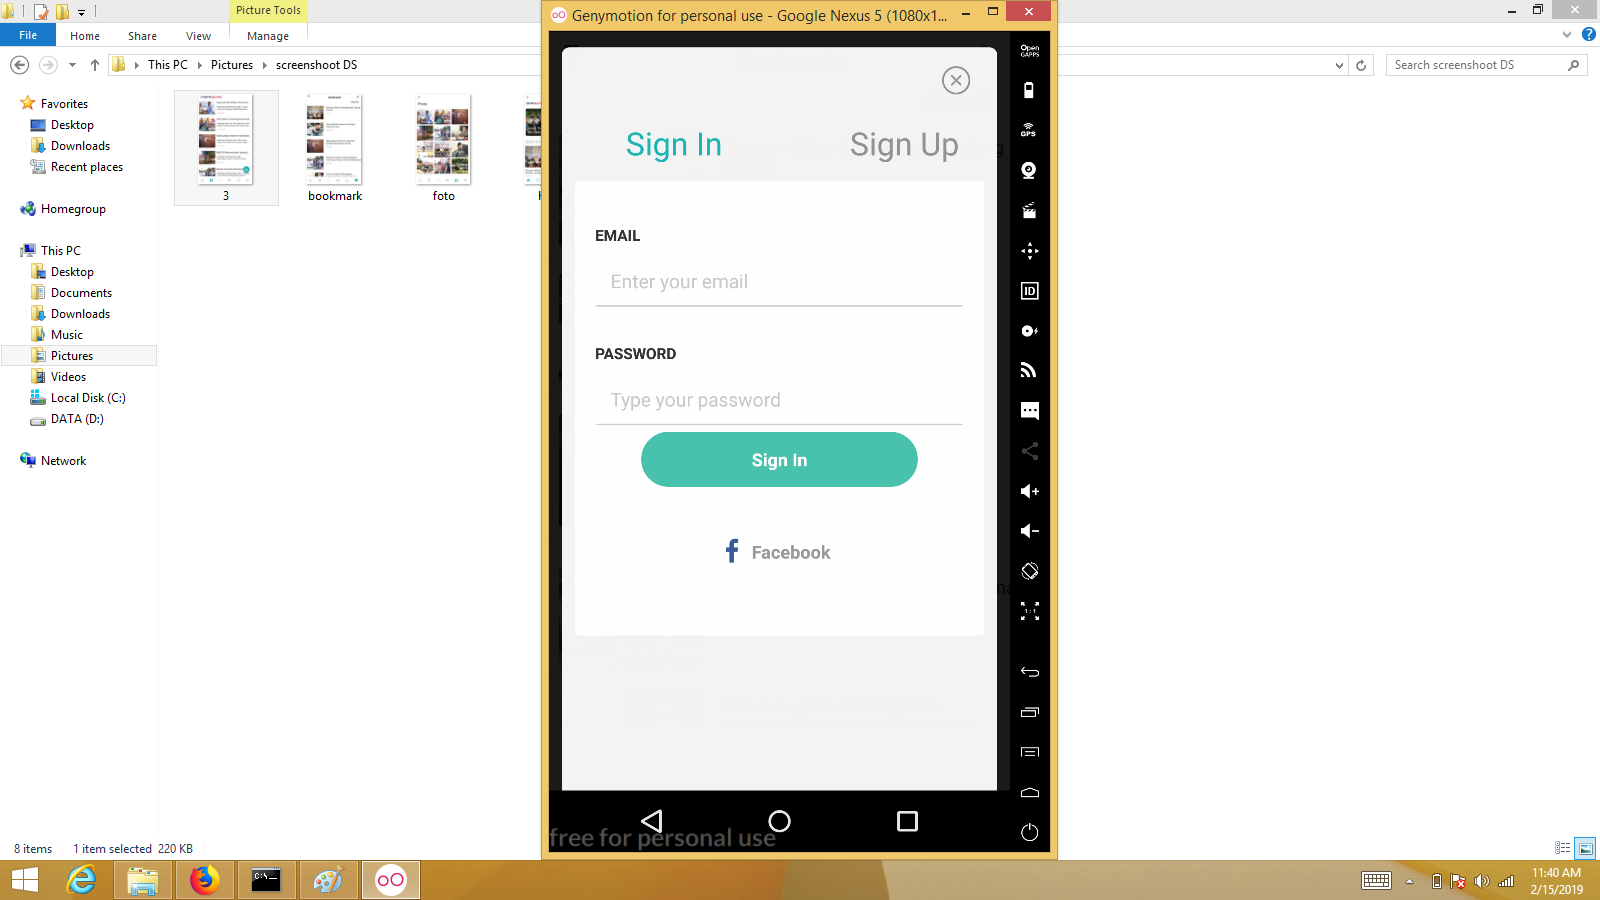 Picture Tools
Genymotion for personal use - Google Nexus 5 (1080x1...
File
Home
Share
View
Manage
This PC
Pictures
screenshoot DS
Search screenshoot DS
Favorites
Desktop
Downloads
Recent places
Homegroup
This PC
Desktop
Documents
Downloads
Music
Pictures
Videos
Local Disk (C:)
DATA (D:)
Network
3
bookmark
foto
Sign In
Sign Up
EMAIL
Enter your email
PASSWORD
Type your password
Sign In
Facebook
free for personal use
Open
GAPPS
GPS
ID
1:1
8 items
1 item selected
220 KB
11:40 AM
2/15/2019